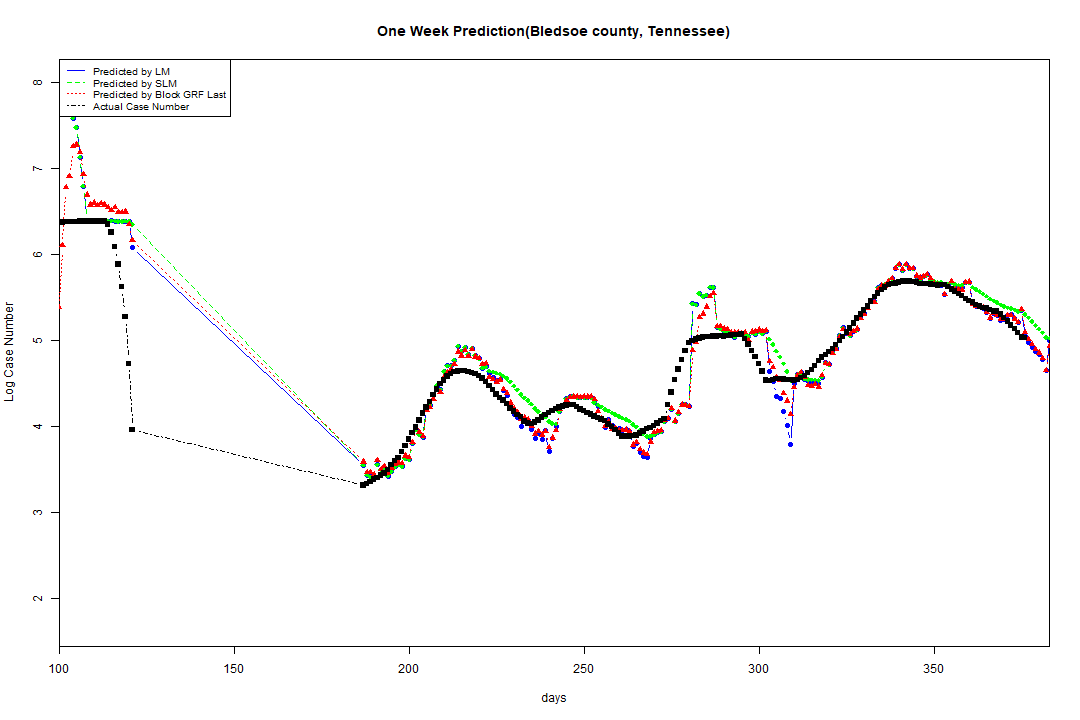 One Week Prediction(Bledsoe county, Tennessee)
Predicted by LM
Predicted by SLM
Predicted by Block GRF Last
Actual Case Number
8
7
6
5
4
3
2
Log Case Number
100 150 200 250 300 350
days